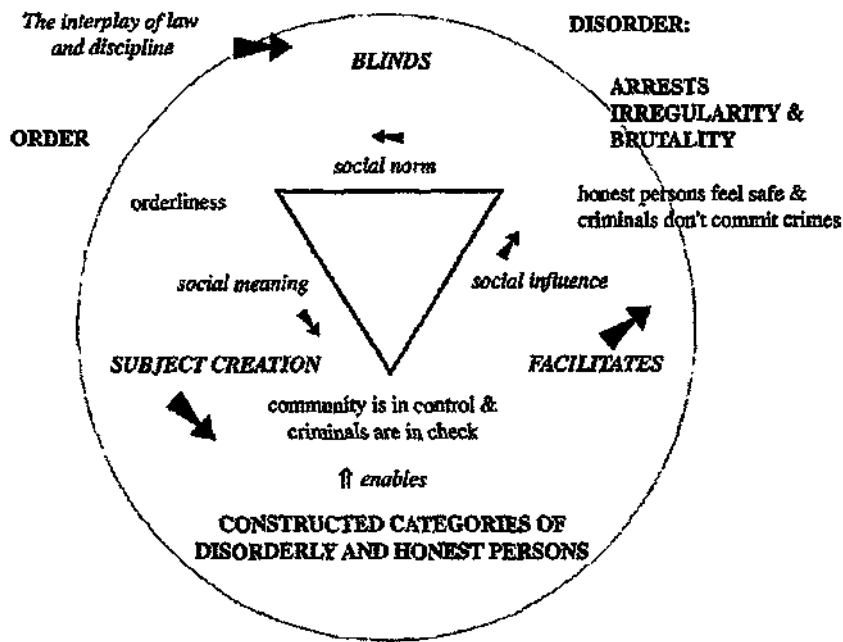 The interplay of law
and discipline
DISORDER:
BLINDS
ARRESTS
IRREGULARITY &
BRUTALITY
ORDER
social norm
orderliness
honest persons feel safe &
criminals don't commit crimes
social meaning
social influence
SUBJECT CREATION
FACILITATES
community is in control &
criminals are in check
⇑ enables
CONSTRUCTED CATEGORIES OF
DISORDERLY AND HONEST PERSONS